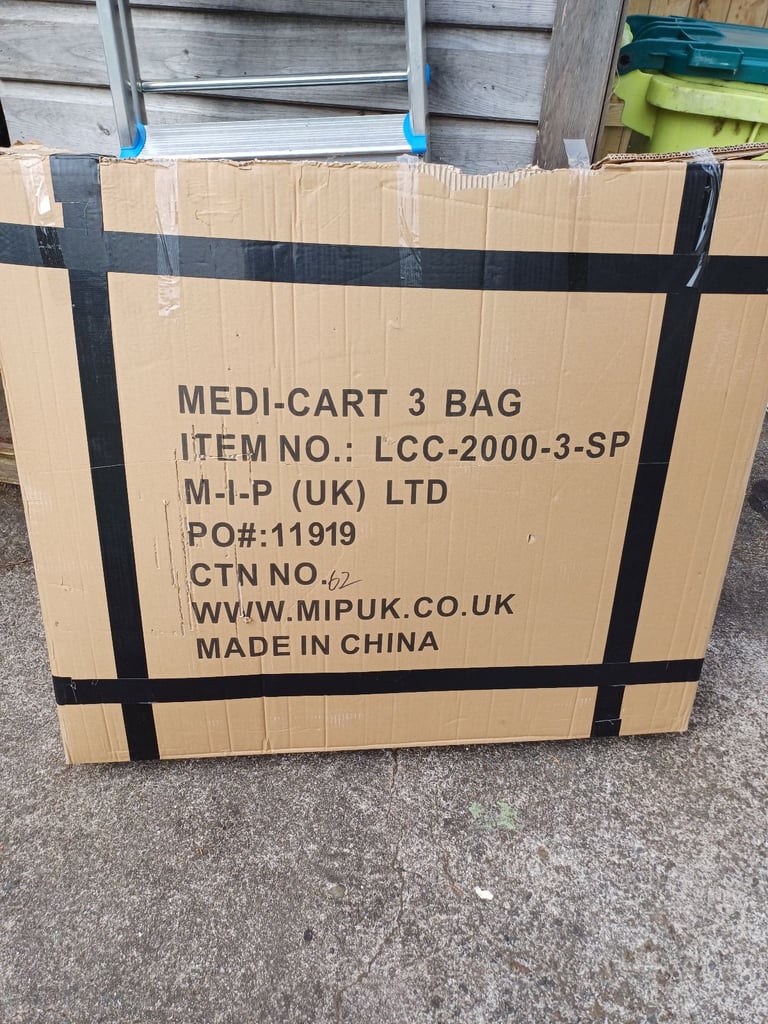 MEDI-CART 3 BAG
ITEM NO.: LCC-2000-3-SP
M-I-P (UK) LTD
PO#:11919
CTN NO.62
WWW.MIPUK.CO.UK
MADE IN CHINA